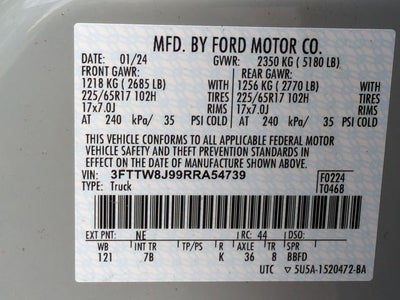 MFD. BY FORD MOTOR CO.
DATE: 01/24 GVWR: 2350 KG (5180 LB)
FRONT GAWR: REAR GAWR:
1218 KG (2685 LB) WITH 1256 KG (2770 LB) WITH
225/65R17 102H TIRES 225/65R17 102H TIRES
17x7.0J RIMS 17x7.0J RIMS
AT 240 kPa/ 35 PSI COLD AT 240 kPa/ 35 PSI COLD
THIS VEHICLE CONFORMS TO ALL APPLICABLE FEDERAL MOTOR
VEHICLE SAFETY AND THEFT PREVENTION STANDARDS IN
EFFECT ON THE DATE OF MANUFACTURE SHOWN ABOVE.
VIN: 3FTTW8J99RRA54739 F0224
TYPE: Truck T0468
EXT PNT: NE RC: 44 DSO:
WB INT TR TP/PS R AXLE TR SPR
121 7B K 36 8 BBFD
UTC 5U5A-1520472-BA